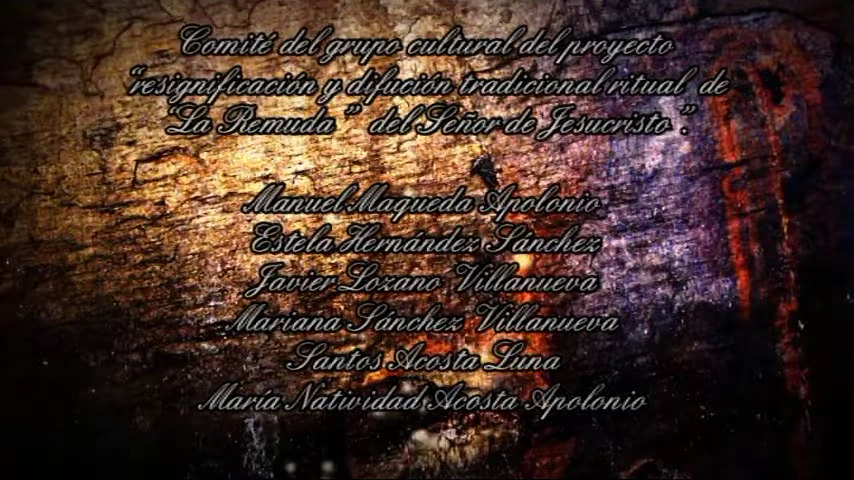 Comité del grupo cultural del proyecto
“resignificación y difución tradicional ritual de
“La Remuda” del Señor de Jesucristo”.
Manuel Maqueda Apolonio
Estela Hernández Sánchez
Javier Lozano Villanueva
Mariana Sánchez Villanueva
Santos Acosta Luna
María Natividad Acosta Apolonio